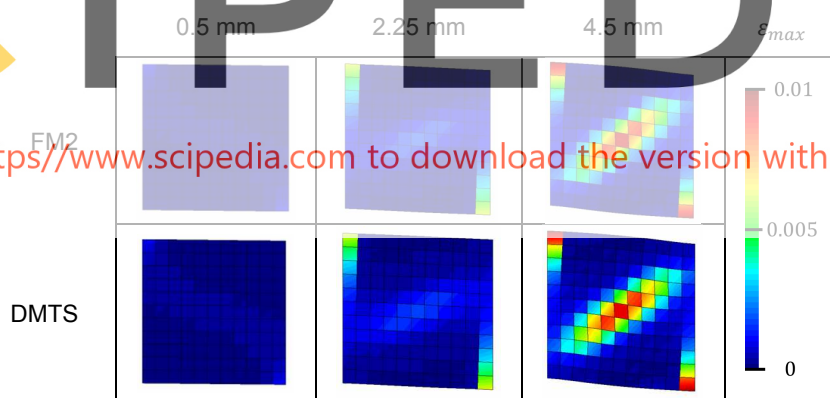 IPED
0.5 mm 2.25 mm 4.5 mm εmax
0.01
FM2
tps//www.scipedia.com to download the version with
0.005
DMTS
0